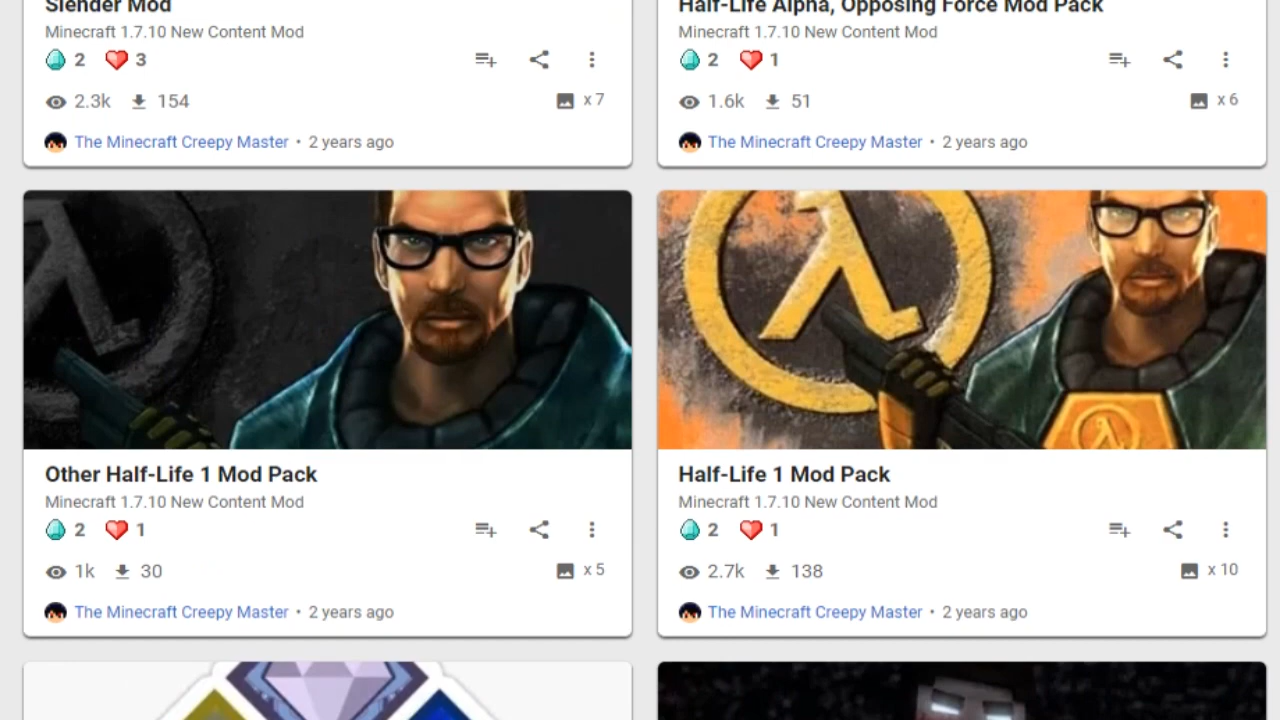 Slender Mod
Minecraft 1.7.10 New Content Mod
2 3
2.3k 154 x 7
The Minecraft Creepy Master • 2 years ago
Half-Life Alpha, Opposing Force Mod Pack
Minecraft 1.7.10 New Content Mod
2 1
1.6k 51 x 6
The Minecraft Creepy Master • 2 years ago
Other Half-Life 1 Mod Pack
Minecraft 1.7.10 New Content Mod
2 1
1k 30 x 5
The Minecraft Creepy Master • 2 years ago
Half-Life 1 Mod Pack
Minecraft 1.7.10 New Content Mod
2 1
2.7k 138 x 10
The Minecraft Creepy Master • 2 years ago